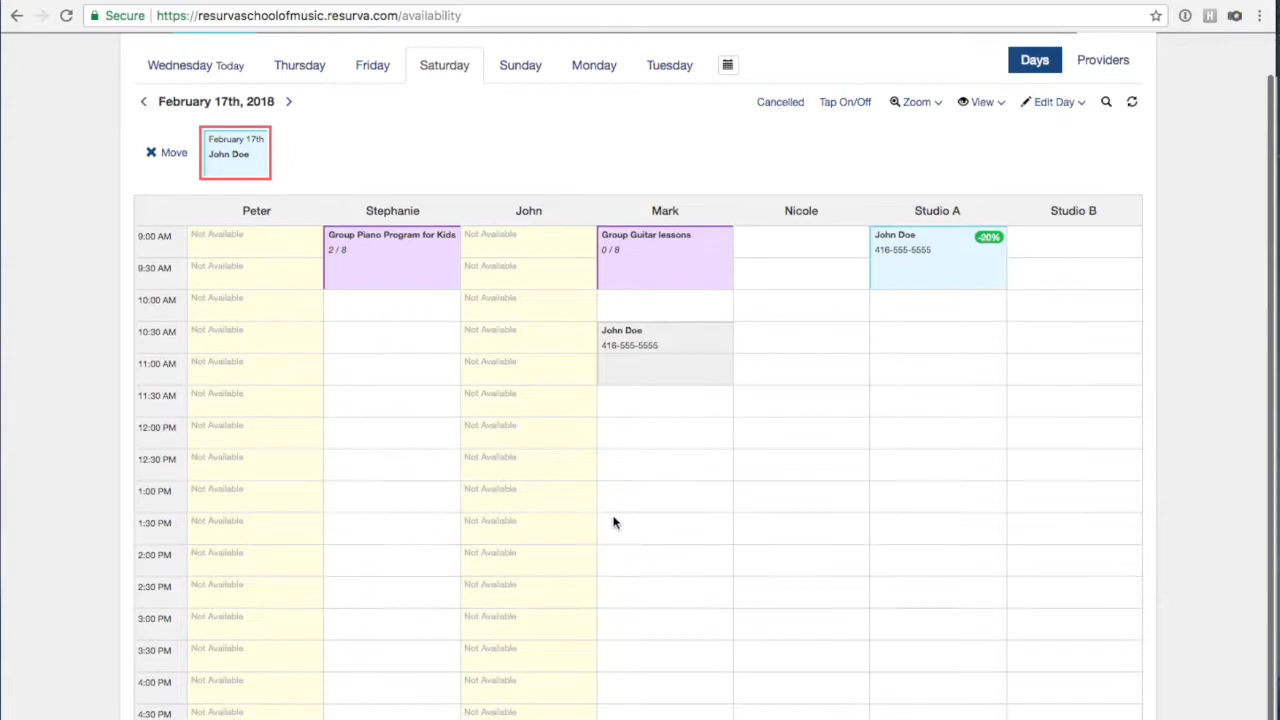 Secure https://resurvaschoolofmusic.resurva.com/availability
Wednesday Today Thursday Friday Saturday Sunday Monday Tuesday Days Providers
February 17th, 2018 Cancelled Tap On/Off Zoom View Edit Day
Move
February 17th
John Doe
Peter Stephanie John Mark Nicole Studio A Studio B
9:00 AM Not Available Group Piano Program for Kids Not Available Group Guitar lessons John Doe -20%
2 / 8 0 / 8 416-555-5555
9:30 AM Not Available Not Available
10:00 AM Not Available Not Available
10:30 AM Not Available Not Available John Doe
416-555-5555
11:00 AM Not Available Not Available
11:30 AM Not Available Not Available
12:00 PM Not Available Not Available
12:30 PM Not Available Not Available
1:00 PM Not Available Not Available
1:30 PM Not Available Not Available
2:00 PM Not Available Not Available
2:30 PM Not Available Not Available
3:00 PM Not Available Not Available
3:30 PM Not Available Not Available
4:00 PM Not Available Not Available
4:30 PM Not Available Not Available